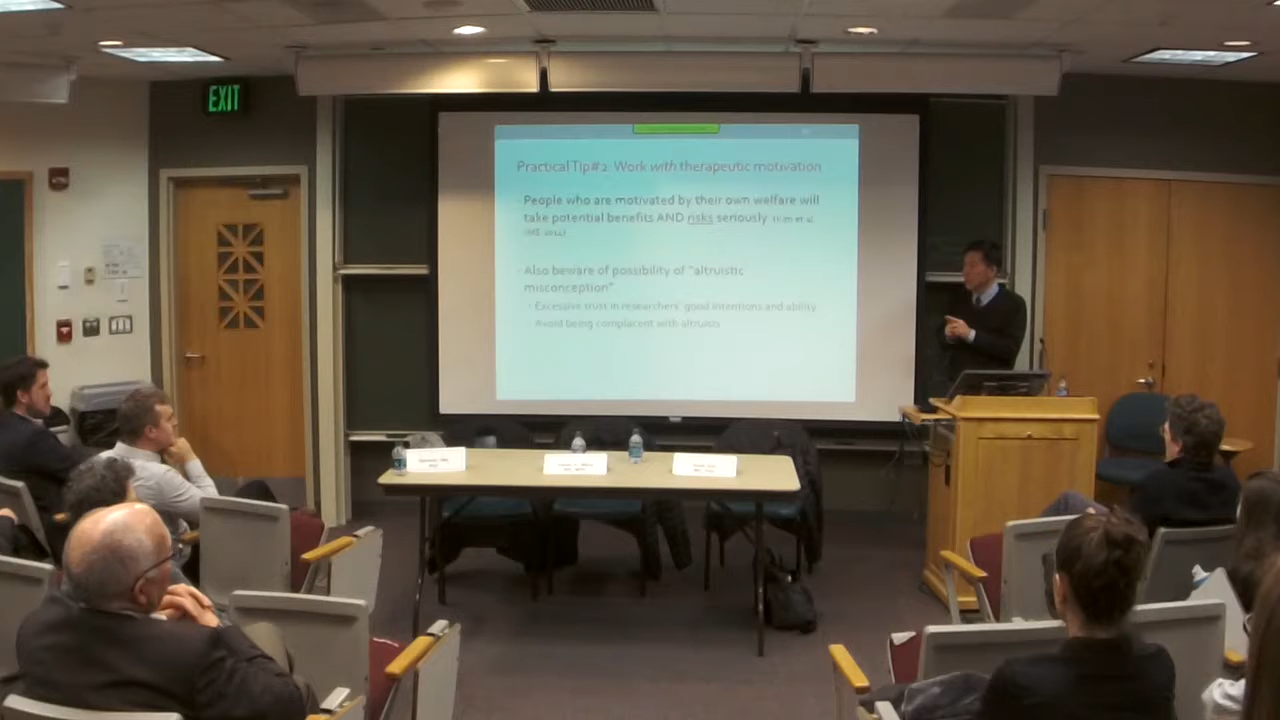 EXIT
Practical Tip#2: Work with therapeutic motivation
People who are motivated by their own welfare will
take potential benefits AND risks seriously
Also beware of possibility of "altruistic
misconception"
Excessive trust in researchers' good intentions and ability
Avoid being complacent with altruists